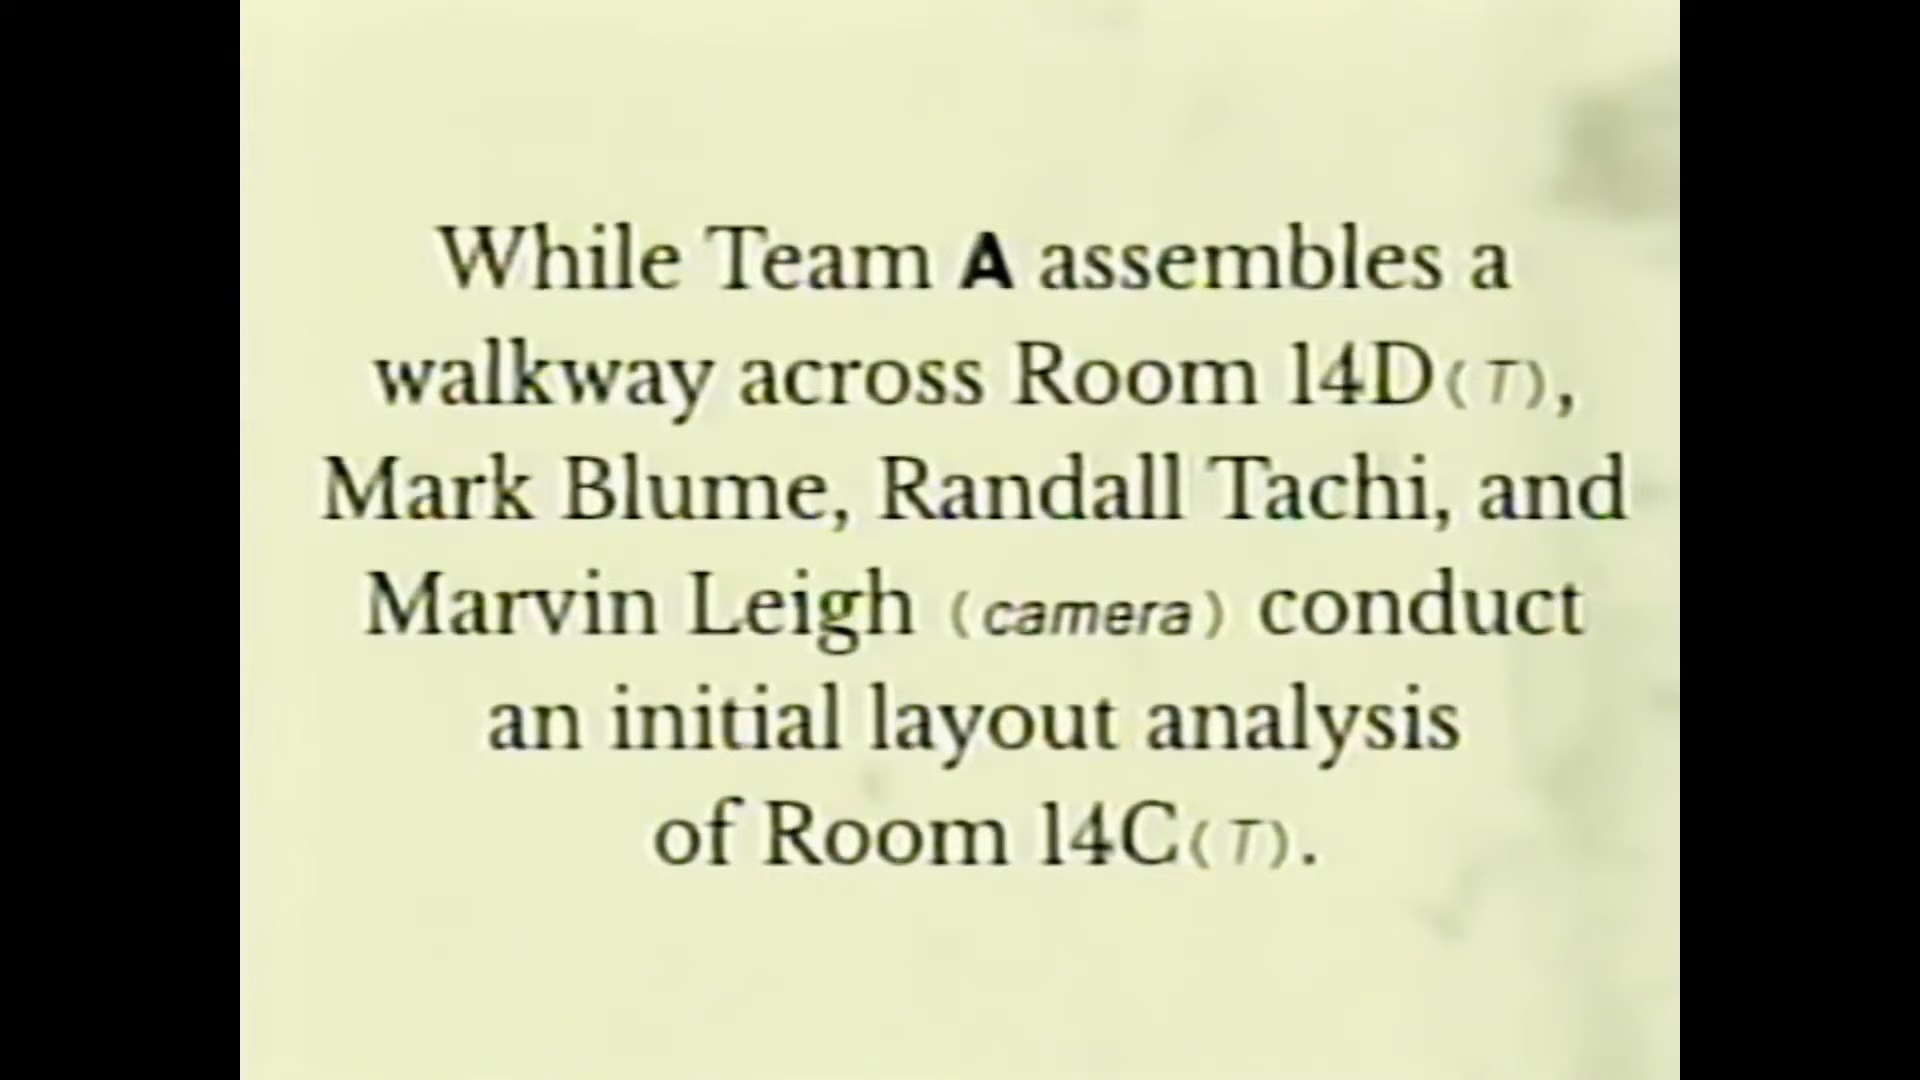 While Team A assembles a
walkway across Room 14D(T),
Mark Blume, Randall Tachi, and
Marvin Leigh (camera) conduct
an initial layout analysis
of Room 14C(T).